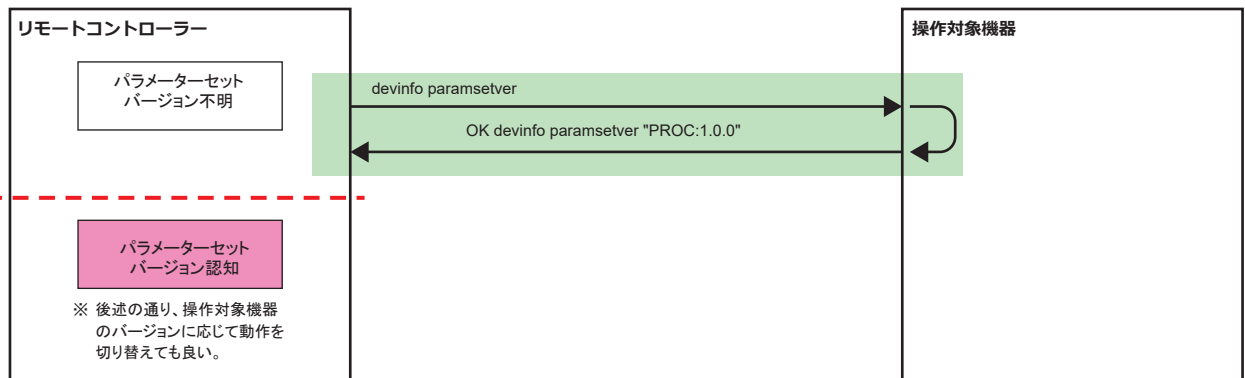 リモートコントローラー
操作対象機器
パラメーターセット
バージョン不明
devinfo paramsetver
OK devinfo paramsetver "PROC:1.0.0"
パラメーターセット
バージョン認知
※ 後述の通り、操作対象機器
のバージョンに応じて動作を
切り替えても良い。